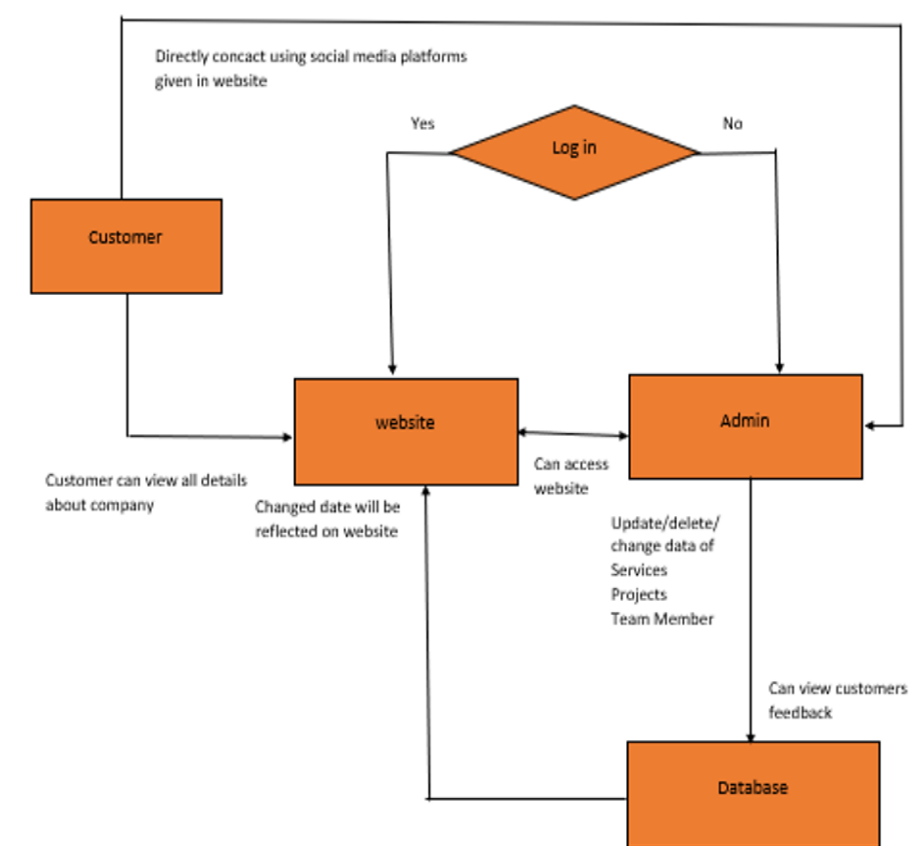 Directly concact using social media platforms
given in website
Yes
No
Log in
Customer
website
Admin
Can access
website
Customer can view all details
about company
Changed date will be
reflected on website
Update/delete/
change data of
Services
Projects
Team Member
Can view customers
feedback
Database